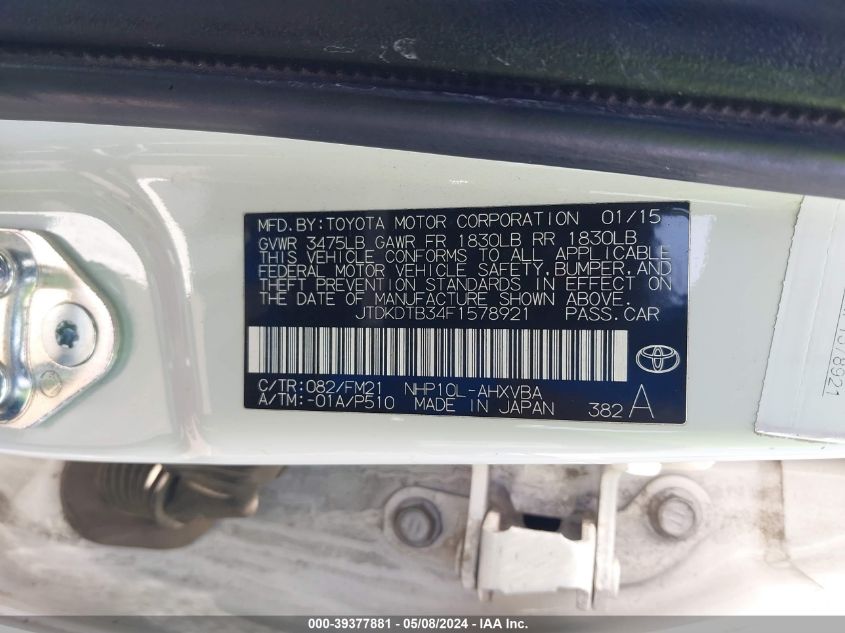 MFD.BY:TOYOTA MOTOR CORPORATION 01/15
GVWR 3475LB GAWR FR 1830LB RR 1830LB
THIS VEHICLE CONFORMS TO ALL APPLICABLE
FEDERAL MOTOR VEHICLE SAFETY,BUMPER,AND
THEFT PREVENTION STANDARDS IN EFFECT ON
THE DATE OF MANUFACTURE SHOWN ABOVE.
JTDKDTB34F1578921 PASS.CAR
C/TR:082/FM21 NHP10L-AHXVBA
A/TM:-01A/P510 MADE IN JAPAN 382 A
1578921
000-39377881 - 05/08/2024 - IAA Inc.